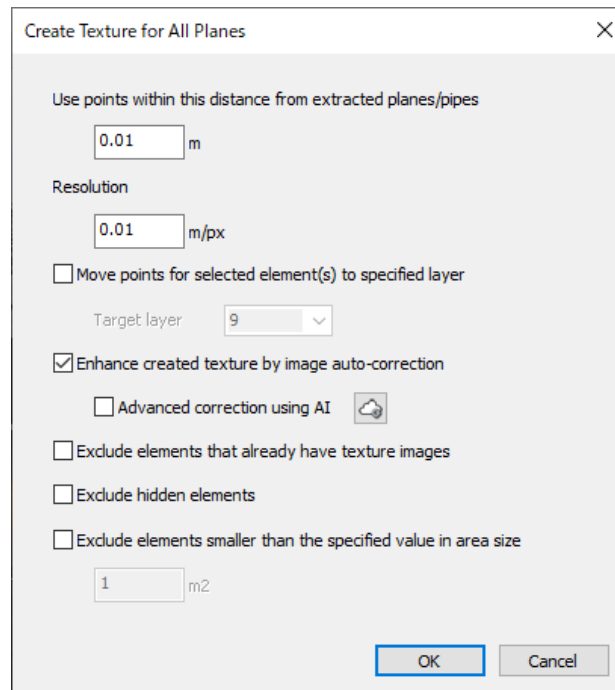 Create Texture for All Planes
Use points within this distance from extracted planes/pipes
0.01 m
Resolution
0.01 m/px
Move points for selected element(s) to specified layer
Target layer 9
Enhance created texture by image auto-correction
Advanced correction using AI
Exclude elements that already have texture images
Exclude hidden elements
Exclude elements smaller than the specified value in area size
1 m2
OK Cancel